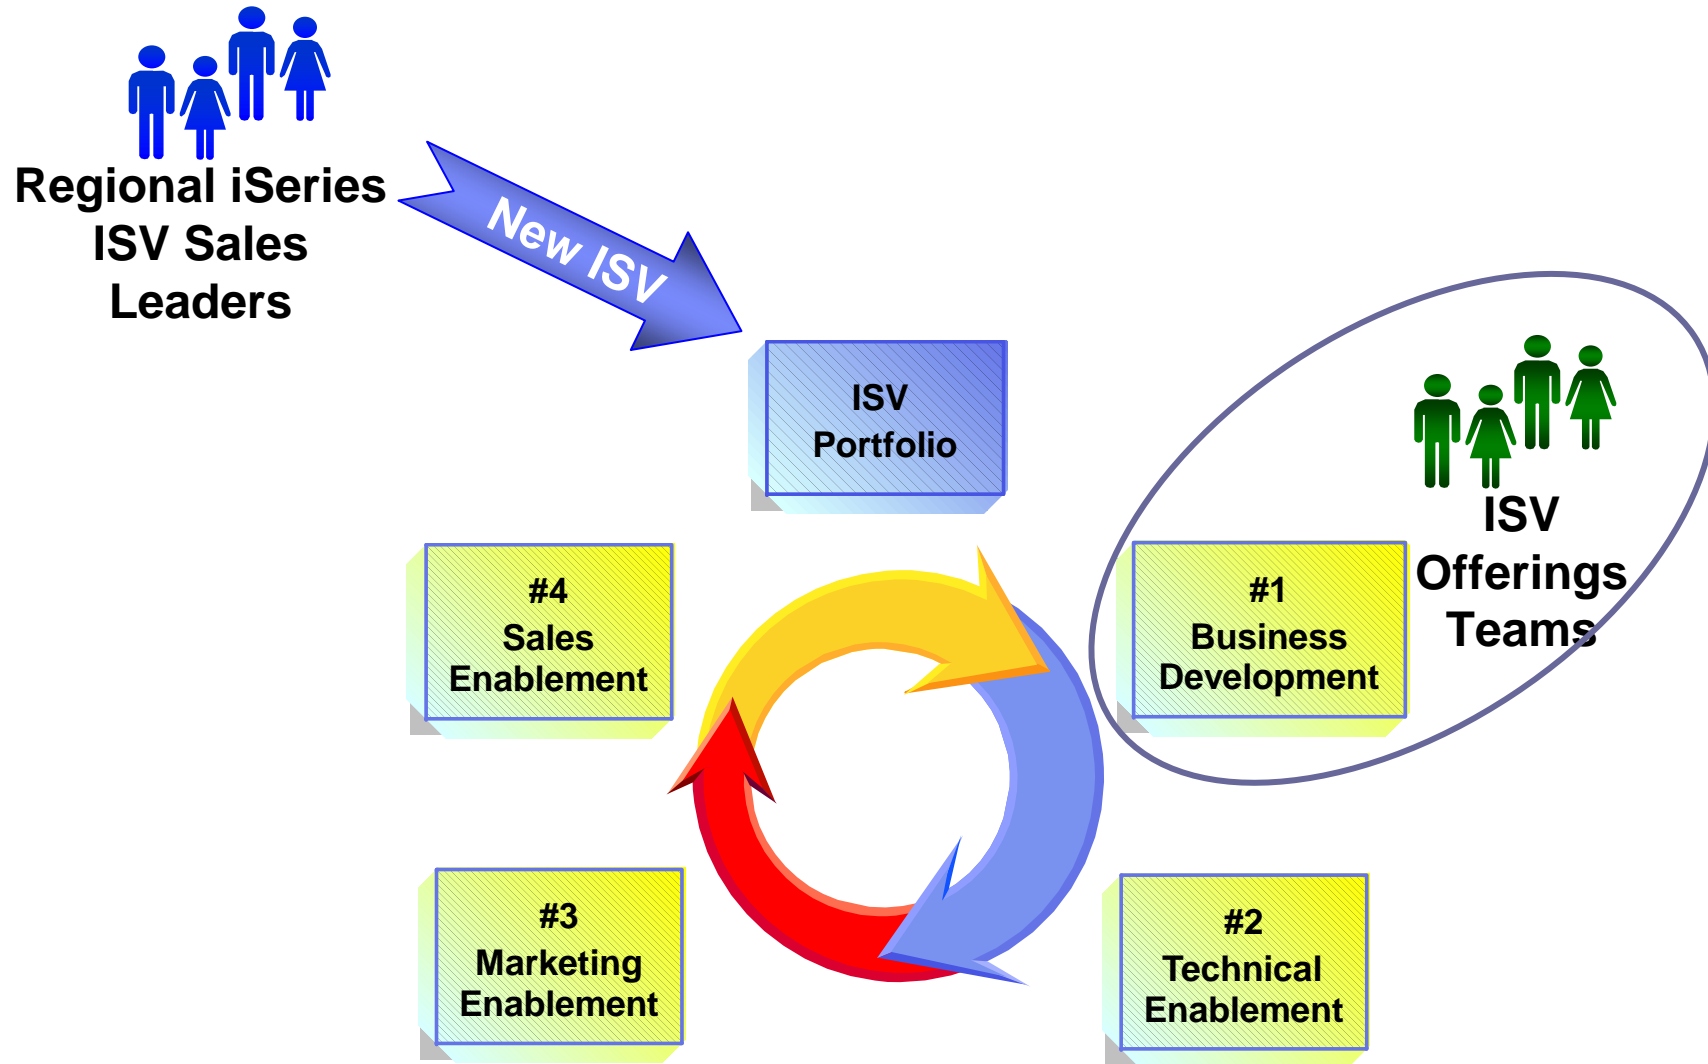 Regional iSeries
ISV Sales
Leaders
New ISV
ISV
Portfolio
ISV
Offerings
Teams
#1
Business
Development
#2
Technical
Enablement
#3
Marketing
Enablement
#4
Sales
Enablement